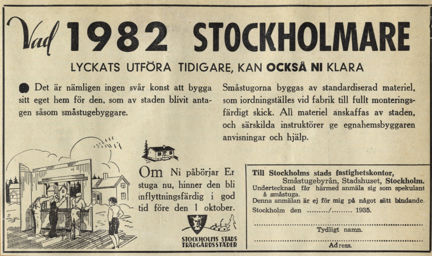 Vad 1982 STOCKHOLMARE
LYCKATS UTFÖRA TIDIGARE, KAN OCKSÅ NI KLARA
Det är nämligen ingen svår konst att bygga
sitt eget hem för den, som av staden blivit anta-
gen såsom småstugebyggare.
Småstugorna byggas av standardiserad materiel,
som iordningställes vid fabrik till fullt monterings-
färdigt skick. All materiel anskaffas av staden,
och särskilda instruktörer ge egnahemsbyggaren
anvisningar och hjälp.
Om Ni påbörjar Er
stuga nu, hinner den bli
inflyttningsfärdig i god
tid före den 1 oktober.
STOCKHOLMS STADS
TRÄDGÅRDSSTÄDER
Till Stockholms stads fastighetskontor,
Småstugebyrån, Stadshuset, Stockholm.
Undertecknad får härmed anmäla sig som spekulant
å småstuga.
Denna anmälan är ej för mig på något sätt bindande.
Stockholm den ........../.......... 1935.
Tydligt namn.
Adress.